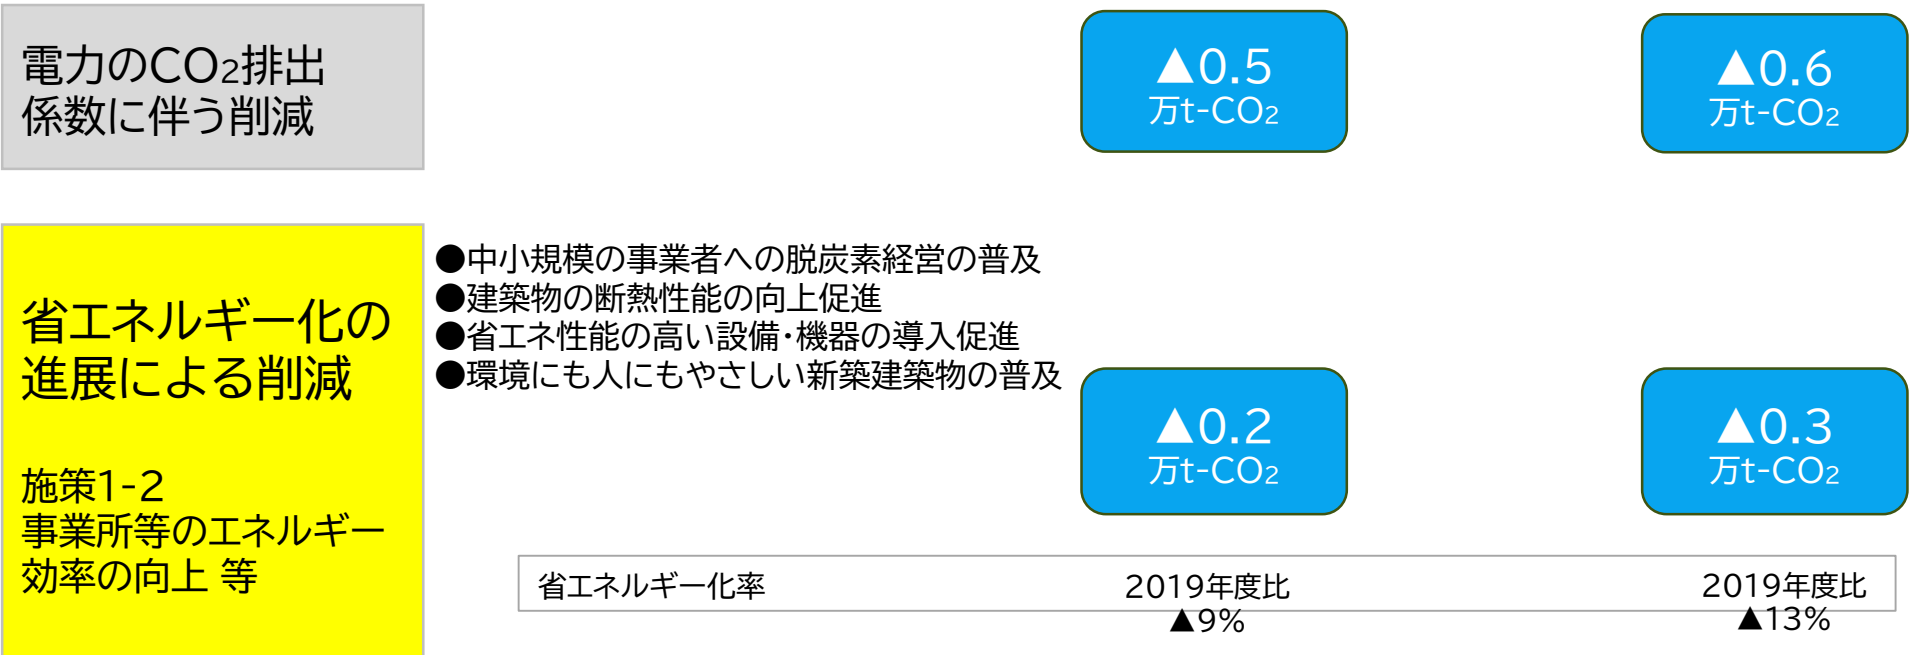 電力のCO2排出
係数に伴う削減
▲0.5
万t-CO2
▲0.6
万t-CO2
省エネルギー化の
進展による削減
施策1-2
事業所等のエネルギー
効率の向上 等
●中小規模の事業者への脱炭素経営の普及
●建築物の断熱性能の向上促進
●省エネ性能の高い設備・機器の導入促進
●環境にも人にもやさしい新築建築物の普及
▲0.2
万t-CO2
▲0.3
万t-CO2
省エネルギー化率
2019年度比
▲9%
2019年度比
▲13%